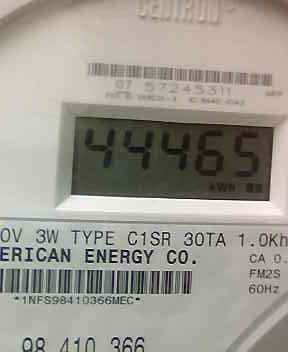 CENTRON
07 57245311
44465
KWH
0V 3W TYPE C1SR 30TA 1.0Kh
ERICAN ENERGY CO.
CA 0.
FM2S
60Hz
*1NFS98410366MEC*
98 410 366